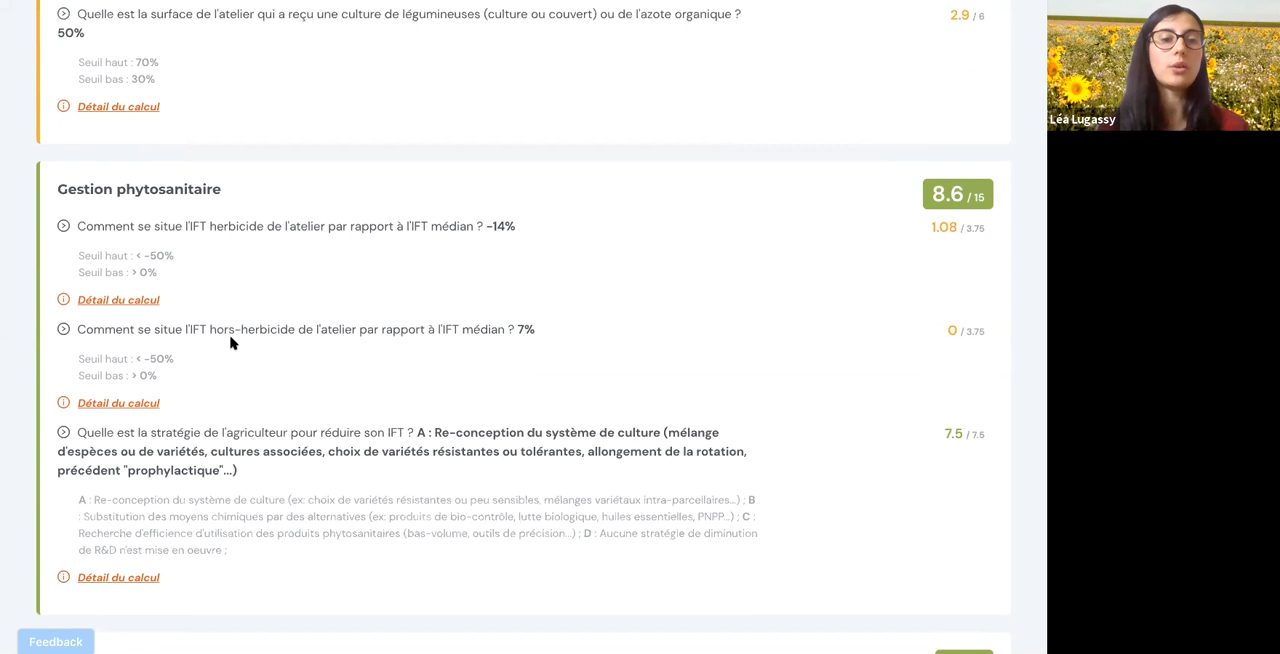 Quelle est la surface de l'atelier qui a reçu une culture de légumineuses (culture ou couvert) ou de l'azote organique ?
50%
2.9 / 6
Seuil haut : 70%
Seuil bas : 30%
Détail du calcul
Léa Lugassy
Gestion phytosanitaire
8.6 / 15
Comment se situe l'IFT herbicide de l'atelier par rapport à l'IFT médian ? -14%
1.08 / 3.75
Seuil haut : < -50%
Seuil bas : > 0%
Détail du calcul
Comment se situe l'IFT hors-herbicide de l'atelier par rapport à l'IFT médian ? 7%
0 / 3.75
Seuil haut : < -50%
Seuil bas : > 0%
Détail du calcul
Quelle est la stratégie de l'agriculteur pour réduire son IFT ? A : Re-conception du système de culture (mélange
d'espèces ou de variétés, cultures associées, choix de variétés résistantes ou tolérantes, allongement de la rotation,
précédent "prophylactique"...)
7.5 / 7.5
A : Re-conception du système de culture (ex: choix de variétés résistantes ou peu sensibles, mélanges variétaux intra-parcellaires...) ; B
: Substitution des moyens chimiques par des alternatives (ex: produits de bio-contrôle, lutte biologique, huiles essentielles, PNPP...) ; C :
Recherche d'efficience d'utilisation des produits phytosanitaires (bas-volume, outils de précision...) ; D : Aucune stratégie de diminution
de R&D n'est mise en oeuvre ;
Détail du calcul
Feedback